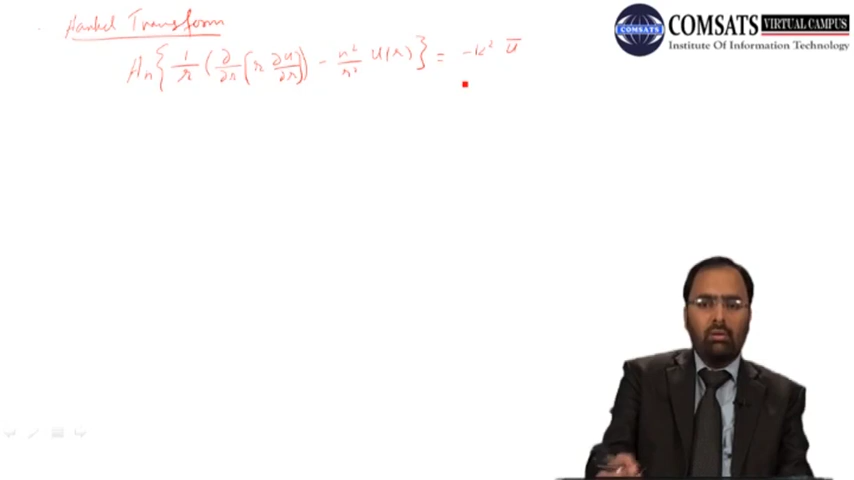 Hankel Transform
Hn{ 1/r (∂/∂r (r ∂u/∂r)) - n²/r² u(r) } = -k² ū
COMSATS VIRTUAL CAMPUS
Institute Of Information Technology